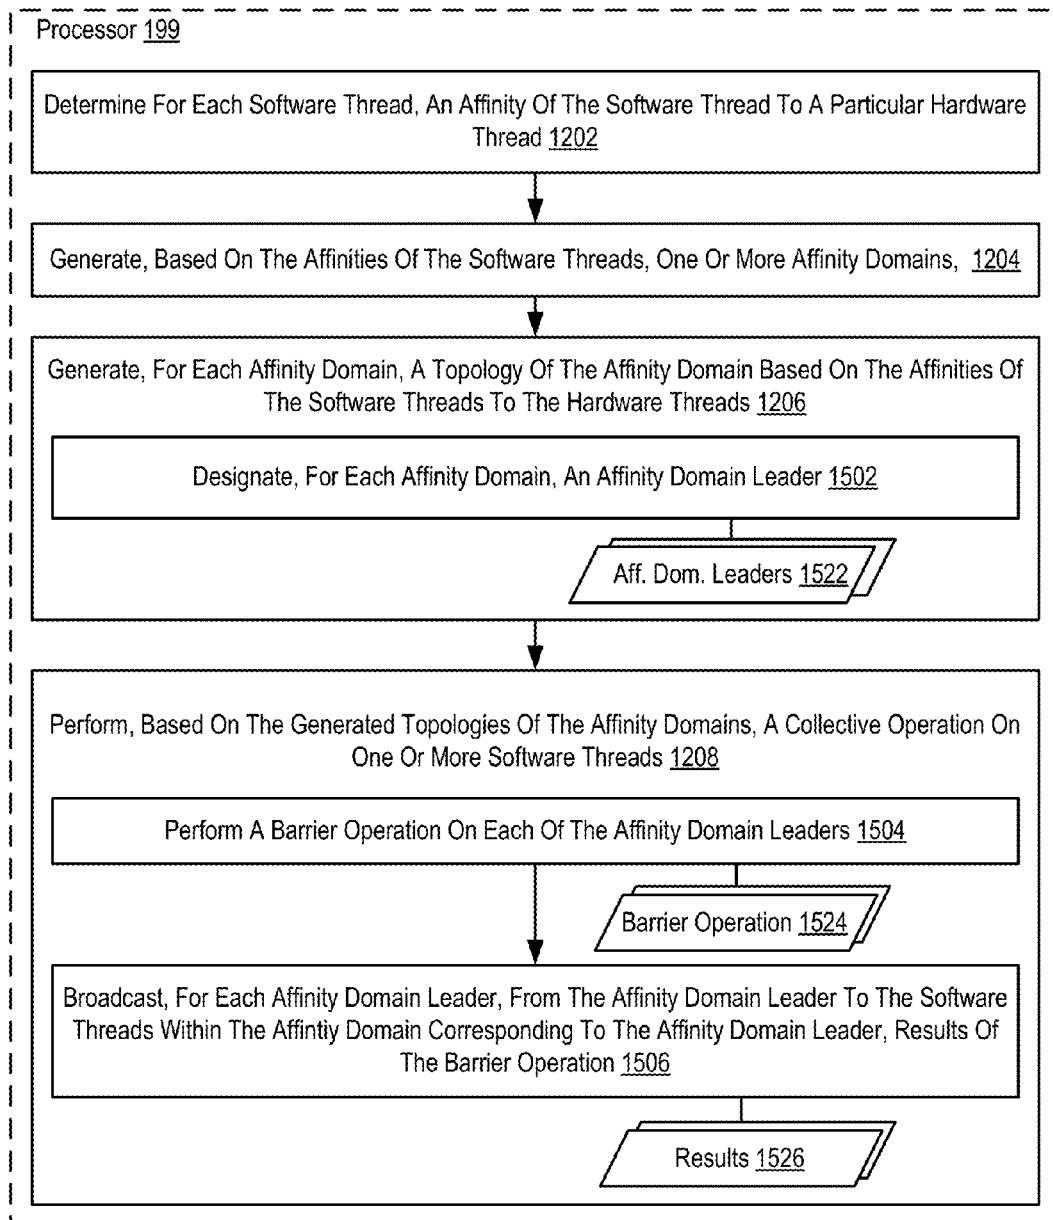 Processor 199
Determine For Each Software Thread, An Affinity Of The Software Thread To A Particular Hardware
Thread 1202
Generate, Based On The Affinities Of The Software Threads, One Or More Affinity Domains, 1204
Generate, For Each Affinity Domain, A Topology Of The Affinity Domain Based On The Affinities Of
The Software Threads To The Hardware Threads 1206
Designate, For Each Affinity Domain, An Affinity Domain Leader 1502
Aff. Dom. Leaders 1522
Perform, Based On The Generated Topologies Of The Affinity Domains, A Collective Operation On
One Or More Software Threads 1208
Perform A Barrier Operation On Each Of The Affinity Domain Leaders 1504
Barrier Operation 1524
Broadcast, For Each Affinity Domain Leader, From The Affinity Domain Leader To The Software
Threads Within The Affintiy Domain Corresponding To The Affinity Domain Leader, Results Of
The Barrier Operation 1506
Results 1526